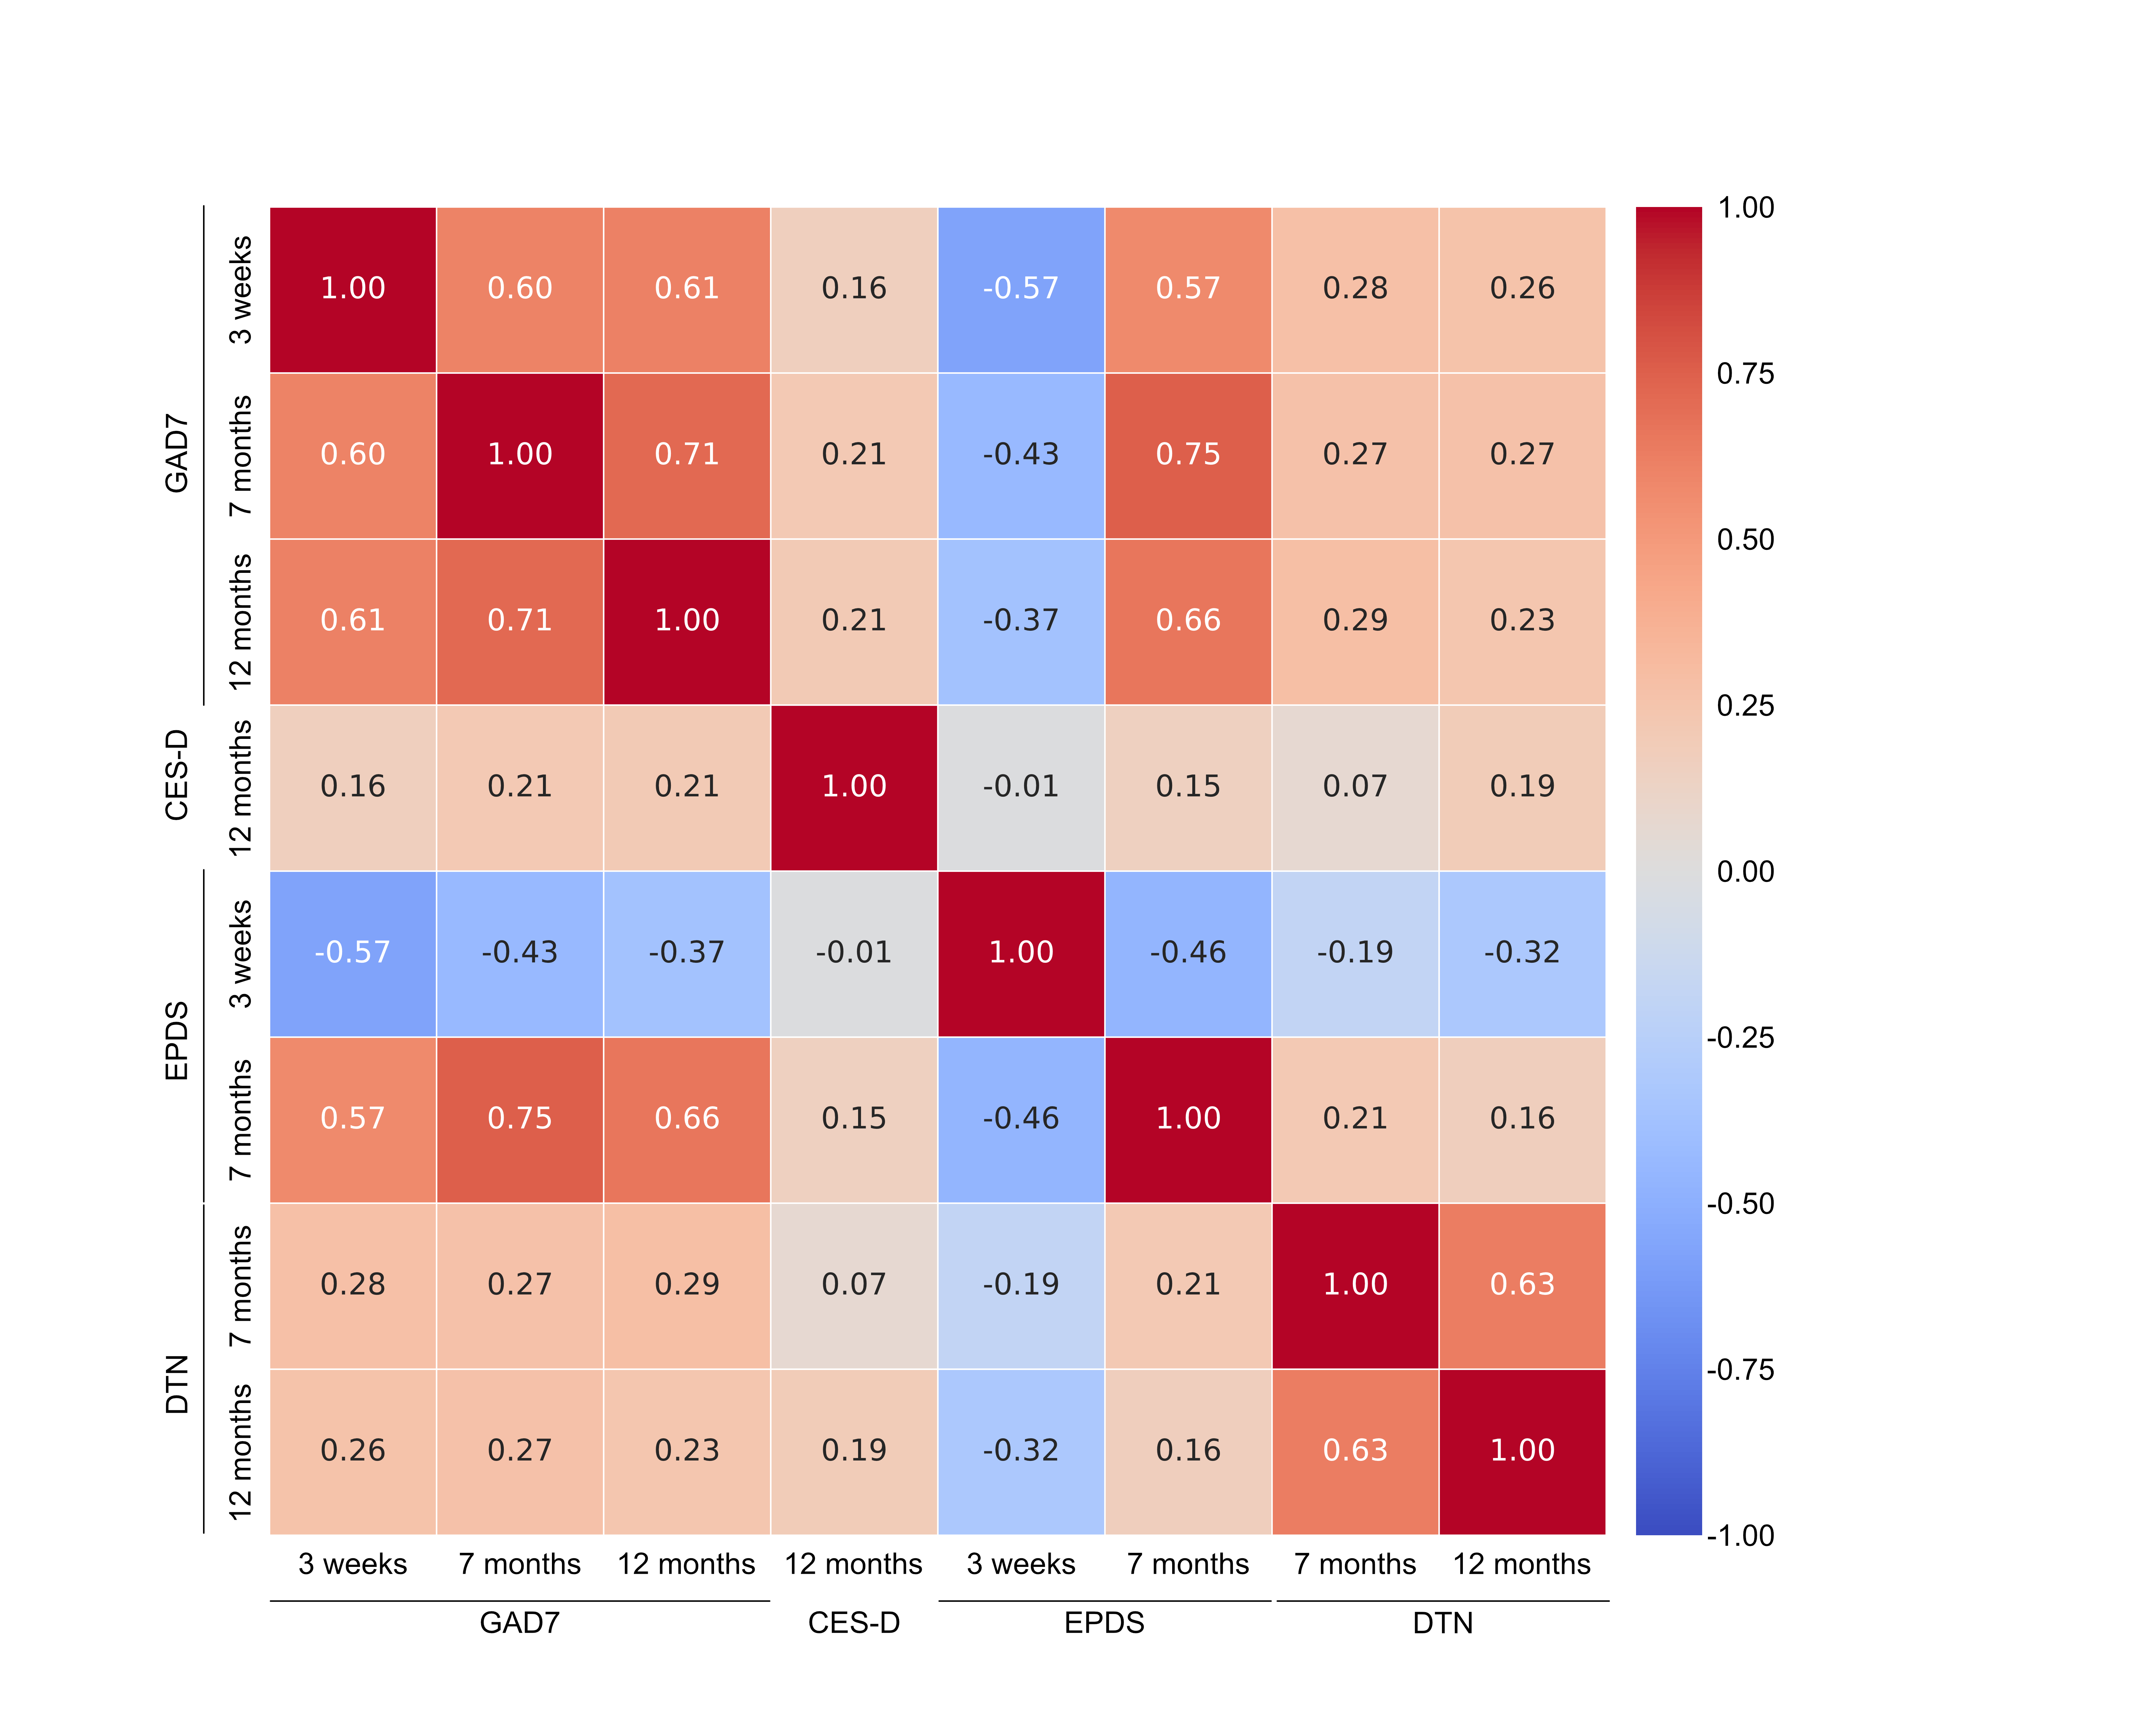 GAD7
3 weeks 1.00 0.60 0.61 0.16 -0.57 0.57 0.28 0.26
7 months 0.60 1.00 0.71 0.21 -0.43 0.75 0.27 0.27
12 months 0.61 0.71 1.00 0.21 -0.37 0.66 0.29 0.23
CES-D
12 months 0.16 0.21 0.21 1.00 -0.01 0.15 0.07 0.19
EPDS
3 weeks -0.57 -0.43 -0.37 -0.01 1.00 -0.46 -0.19 -0.32
7 months 0.57 0.75 0.66 0.15 -0.46 1.00 0.21 0.16
DTN
7 months 0.28 0.27 0.29 0.07 -0.19 0.21 1.00 0.63
12 months 0.26 0.27 0.23 0.19 -0.32 0.16 0.63 1.00
3 weeks 7 months 12 months 12 months 3 weeks 7 months 7 months 12 months
GAD7 CES-D EPDS DTN
1.00
0.75
0.50
0.25
0.00
-0.25
-0.50
-0.75
-1.00